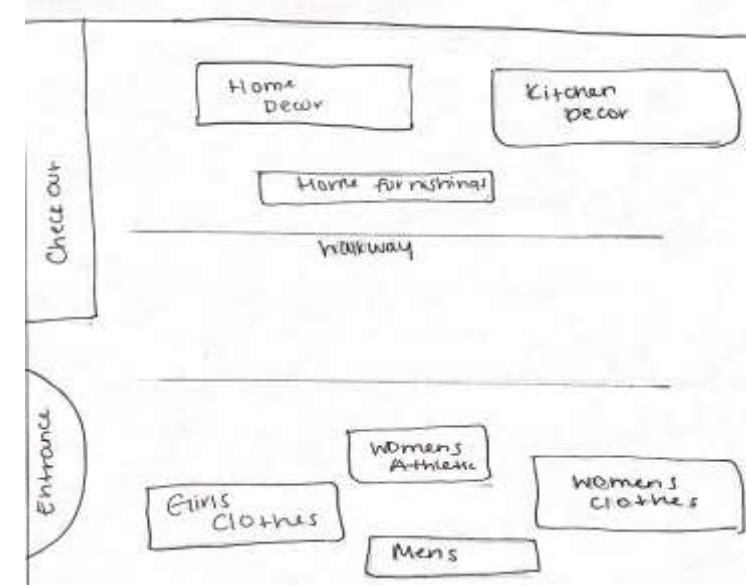 Home
Decor
Kitchen
Decor
Home furnishings
Check out
walkway
Entrance
Womens
Athletic
Girls
Clothes
Womens
Clothes
Mens